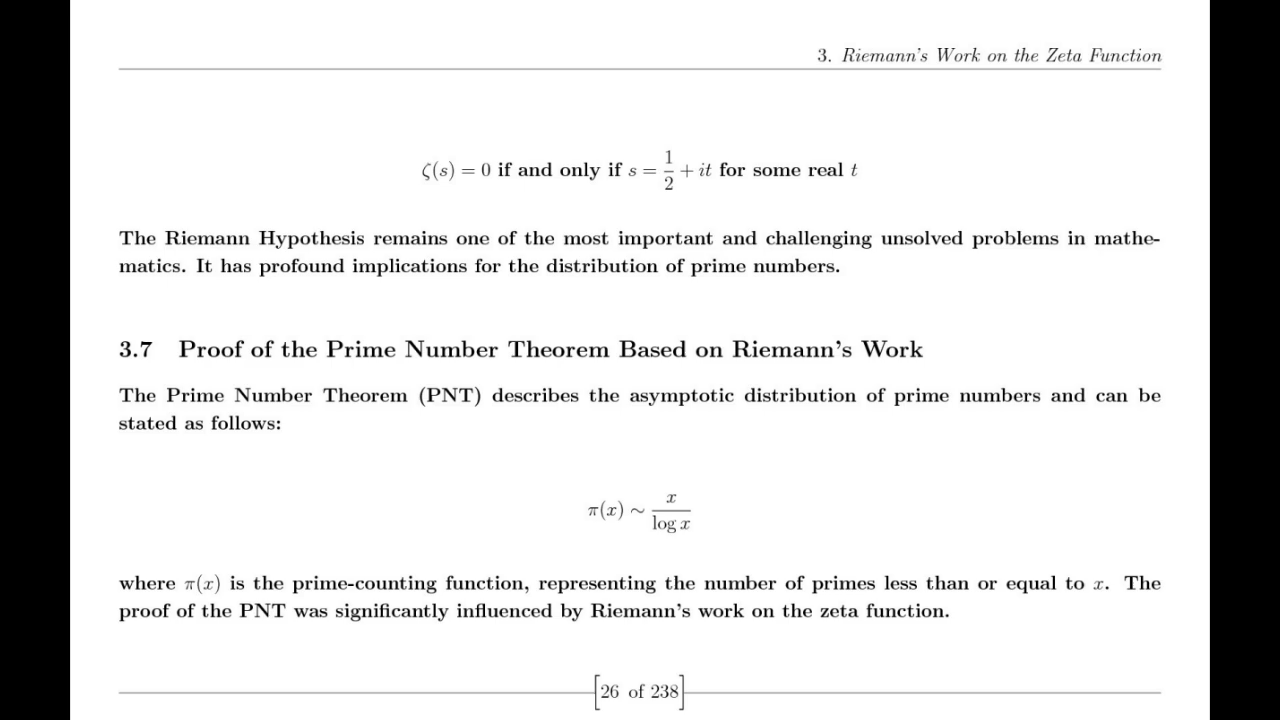 3. Riemann's Work on the Zeta Function
ζ(s) = 0 if and only if s = 1/2 + it for some real t
The Riemann Hypothesis remains one of the most important and challenging unsolved problems in mathe-
matics. It has profound implications for the distribution of prime numbers.
3.7 Proof of the Prime Number Theorem Based on Riemann's Work
The Prime Number Theorem (PNT) describes the asymptotic distribution of prime numbers and can be
stated as follows:
π(x) ~ x/log x
where π(x) is the prime-counting function, representing the number of primes less than or equal to x. The
proof of the PNT was significantly influenced by Riemann's work on the zeta function.
[26 of 238]